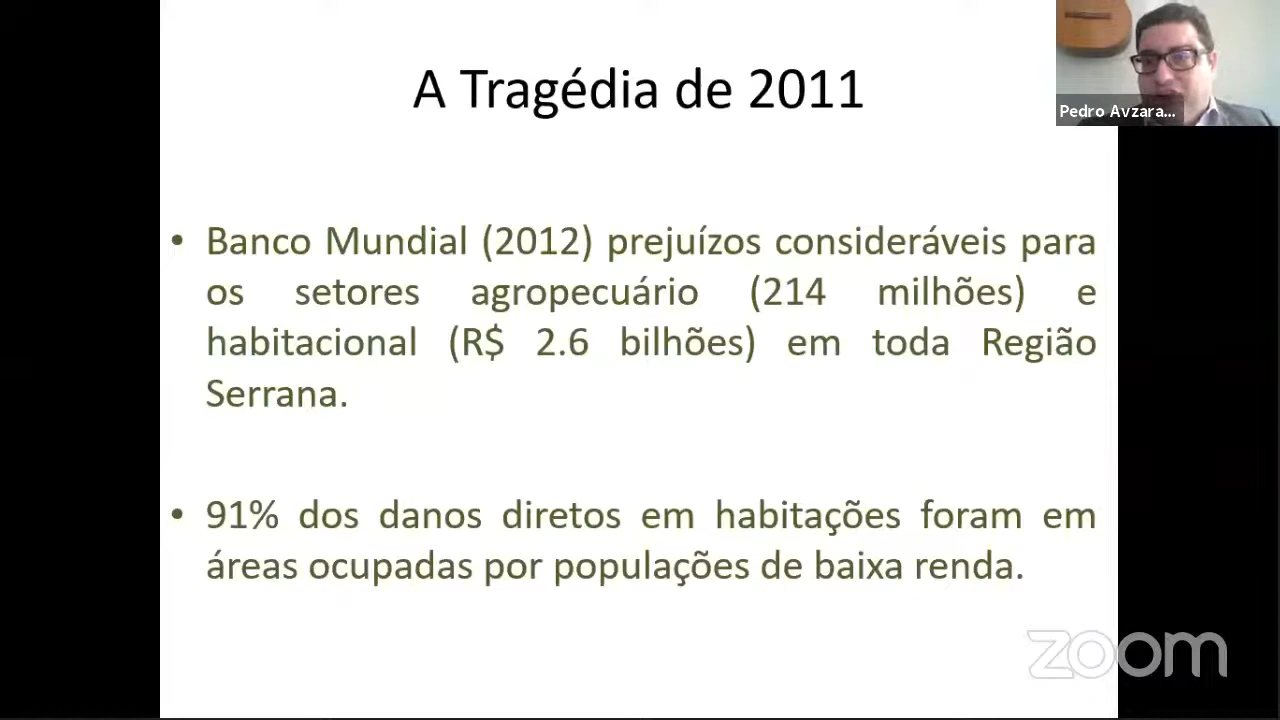 A Tragédia de 2011
Pedro Avzara...
• Banco Mundial (2012) prejuízos consideráveis para
os setores agropecuário (214 milhões) e
habitacional (R$ 2.6 bilhões) em toda Região
Serrana.
• 91% dos danos diretos em habitações foram em
áreas ocupadas por populações de baixa renda.
zoom